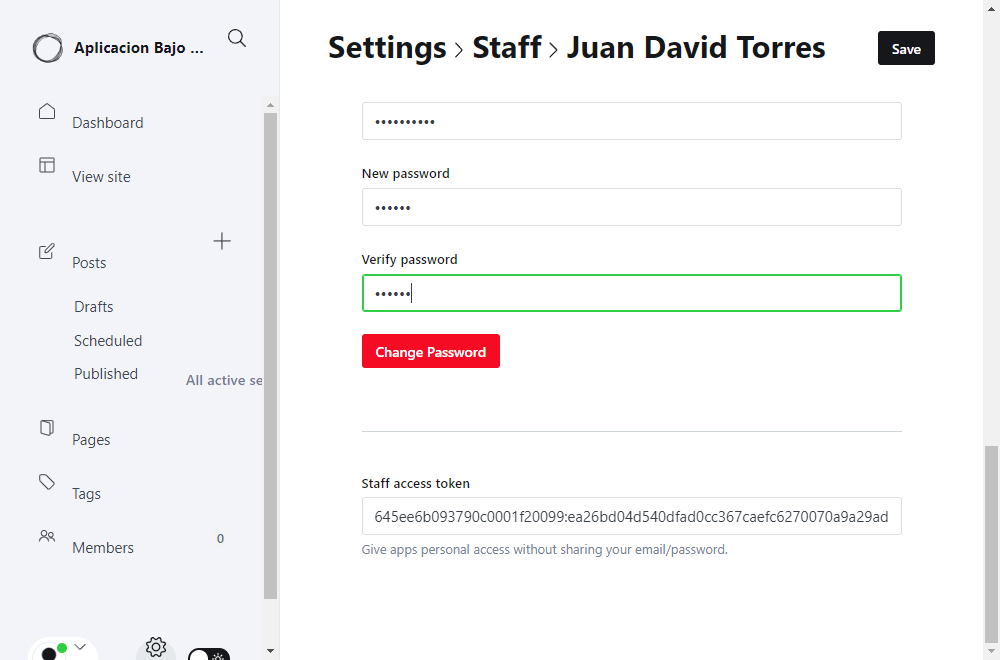 Aplicacion Bajo ...
Dashboard
View site
Posts
Drafts
Scheduled
Published
All active se
Pages
Tags
Members
0
Settings > Staff > Juan David Torres
Save
••••••••••
New password
••••••
Verify password
••••••
Change Password
Staff access token
645ee6b093790c0001f20099:ea26bd04d540dfad0cc367caefc6270070a9a29ad
Give apps personal access without sharing your email/password.